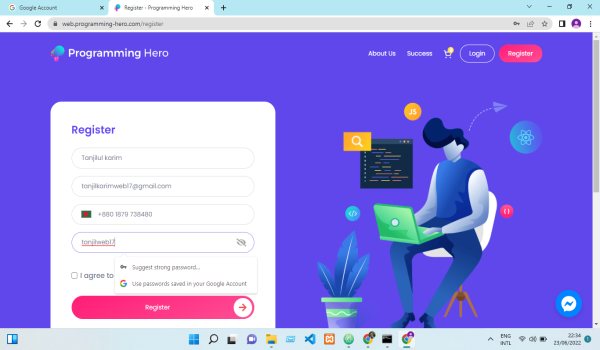 Google Account
Register - Programming Hero
web.programming-hero.com/register
Programming Hero
About Us
Success
Login
Register
Register
Tanjilul karim
tanjilkarimweb17@gmail.com
+880 1879 738480
tanjilweb17
Suggest strong password...
Use passwords saved in your Google Account
I agree to
Register
JS
ENG
INTL
22:34
23/06/2022